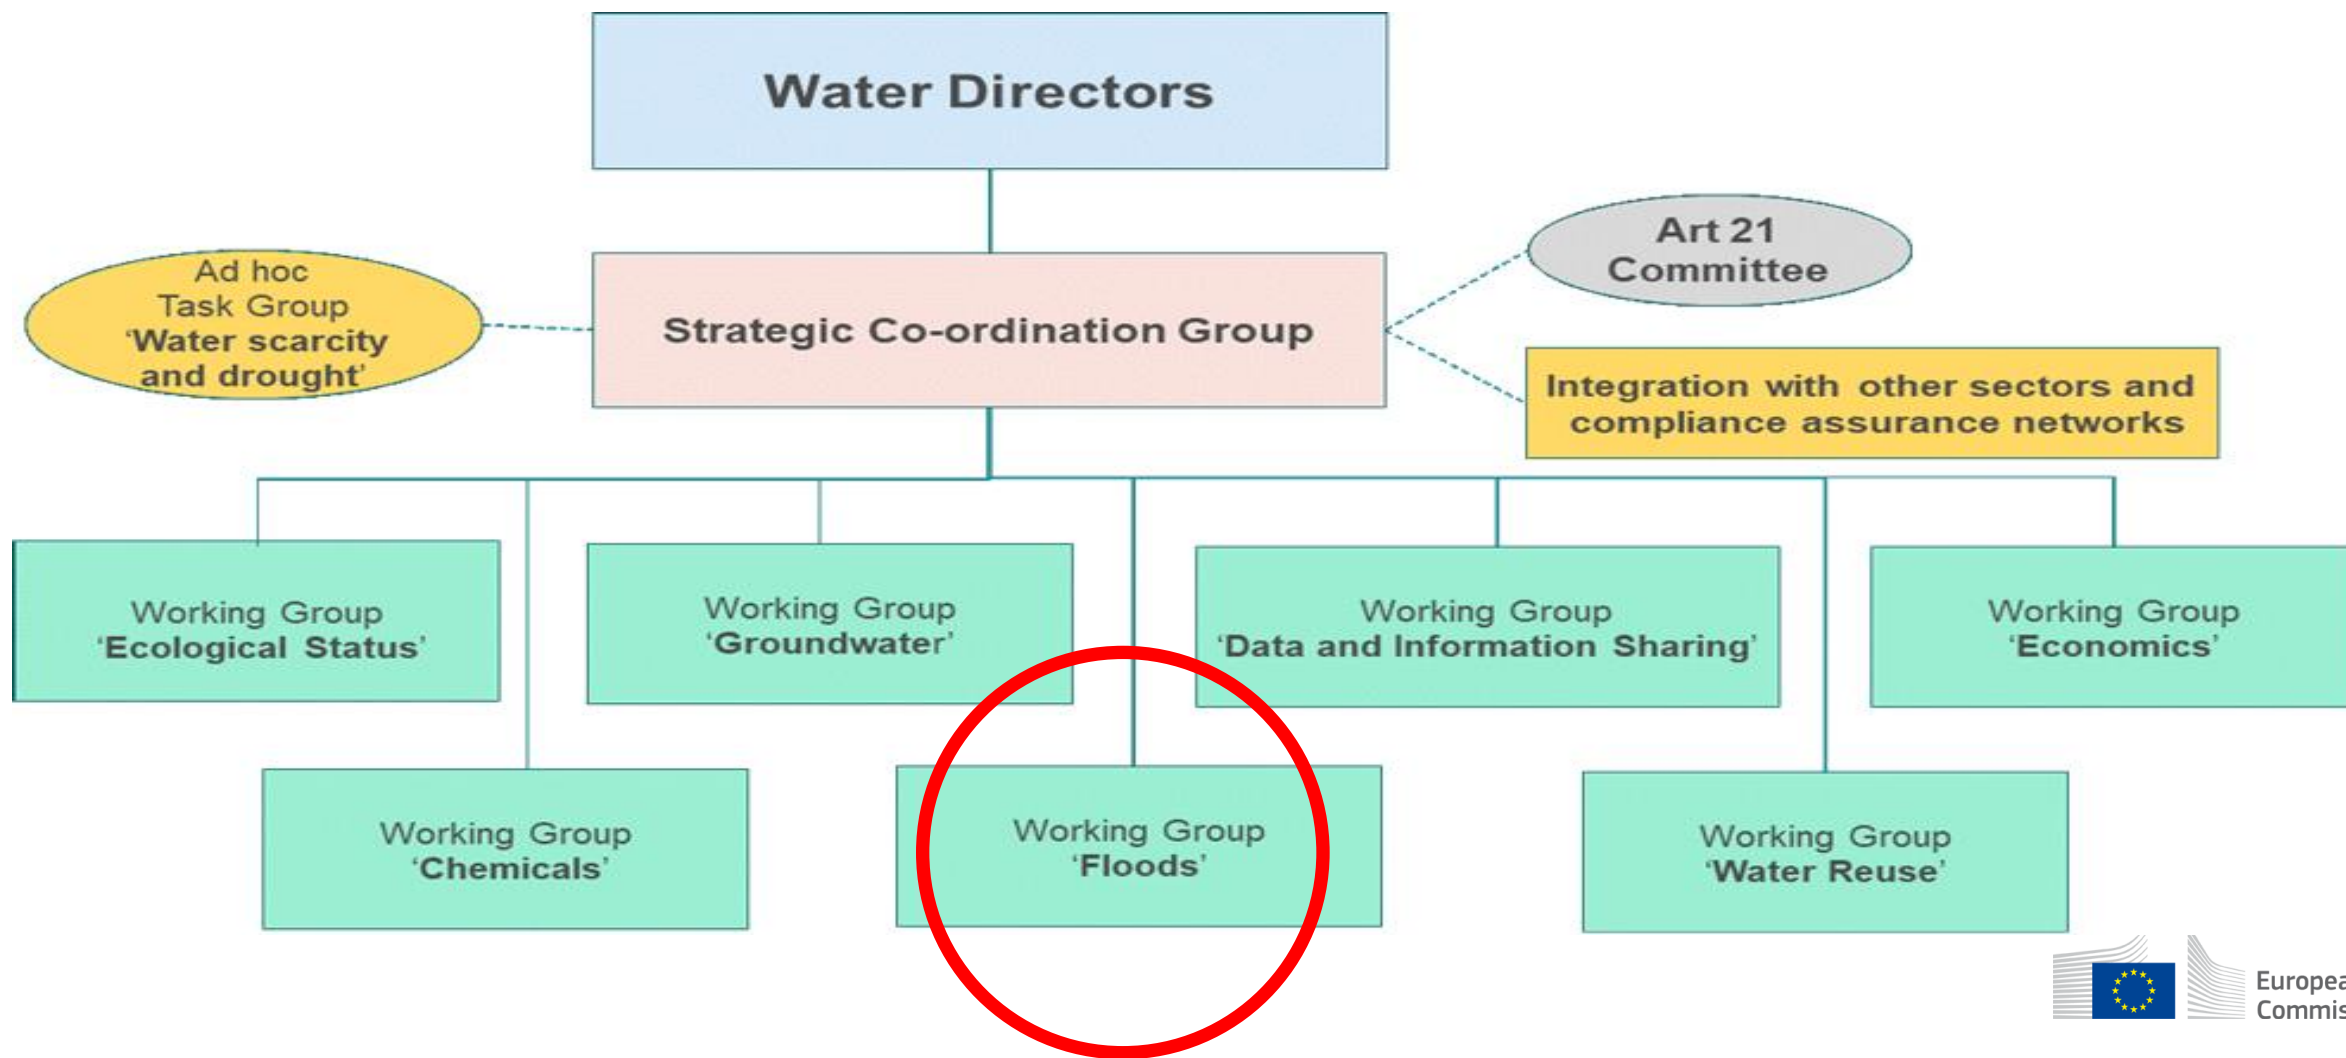 Water Directors
Ad hoc
Task Group
‘Water scarcity
and drought’
Strategic Co-ordination Group
Art 21
Committee
Integration with other sectors and
compliance assurance networks
Working Group
‘Ecological Status’
Working Group
‘Groundwater’
Working Group
‘Data and Information Sharing’
Working Group
‘Economics’
Working Group
‘Chemicals’
Working Group
‘Floods’
Working Group
‘Water Reuse’
Europea
Commis